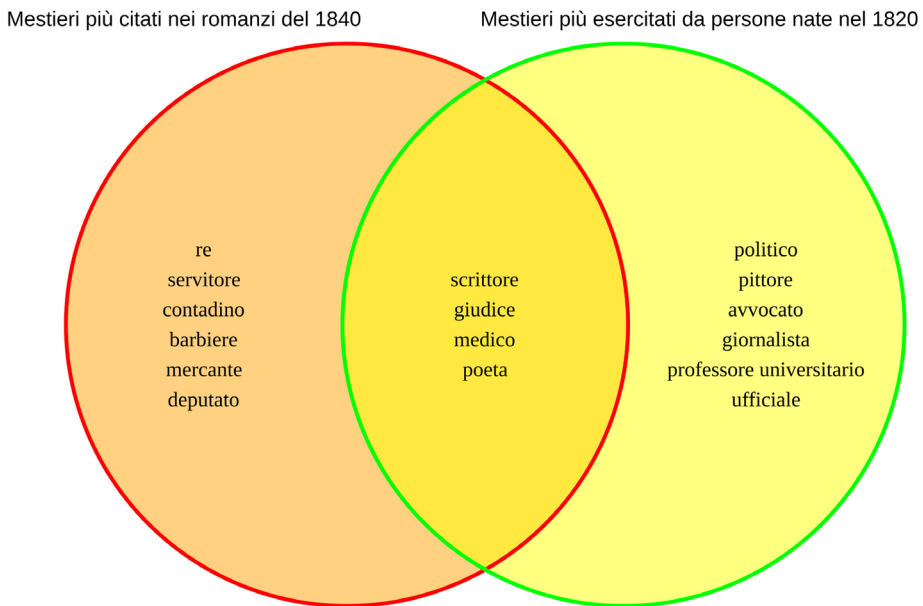 Mestieri più citati nei romanzi del 1840
Mestieri più esercitati da persone nate nel 1820
re
servitore
contadino
barbiere
mercante
deputato
scrittore
giudice
medico
poeta
politico
pittore
avvocato
giornalista
professore universitario
ufficiale